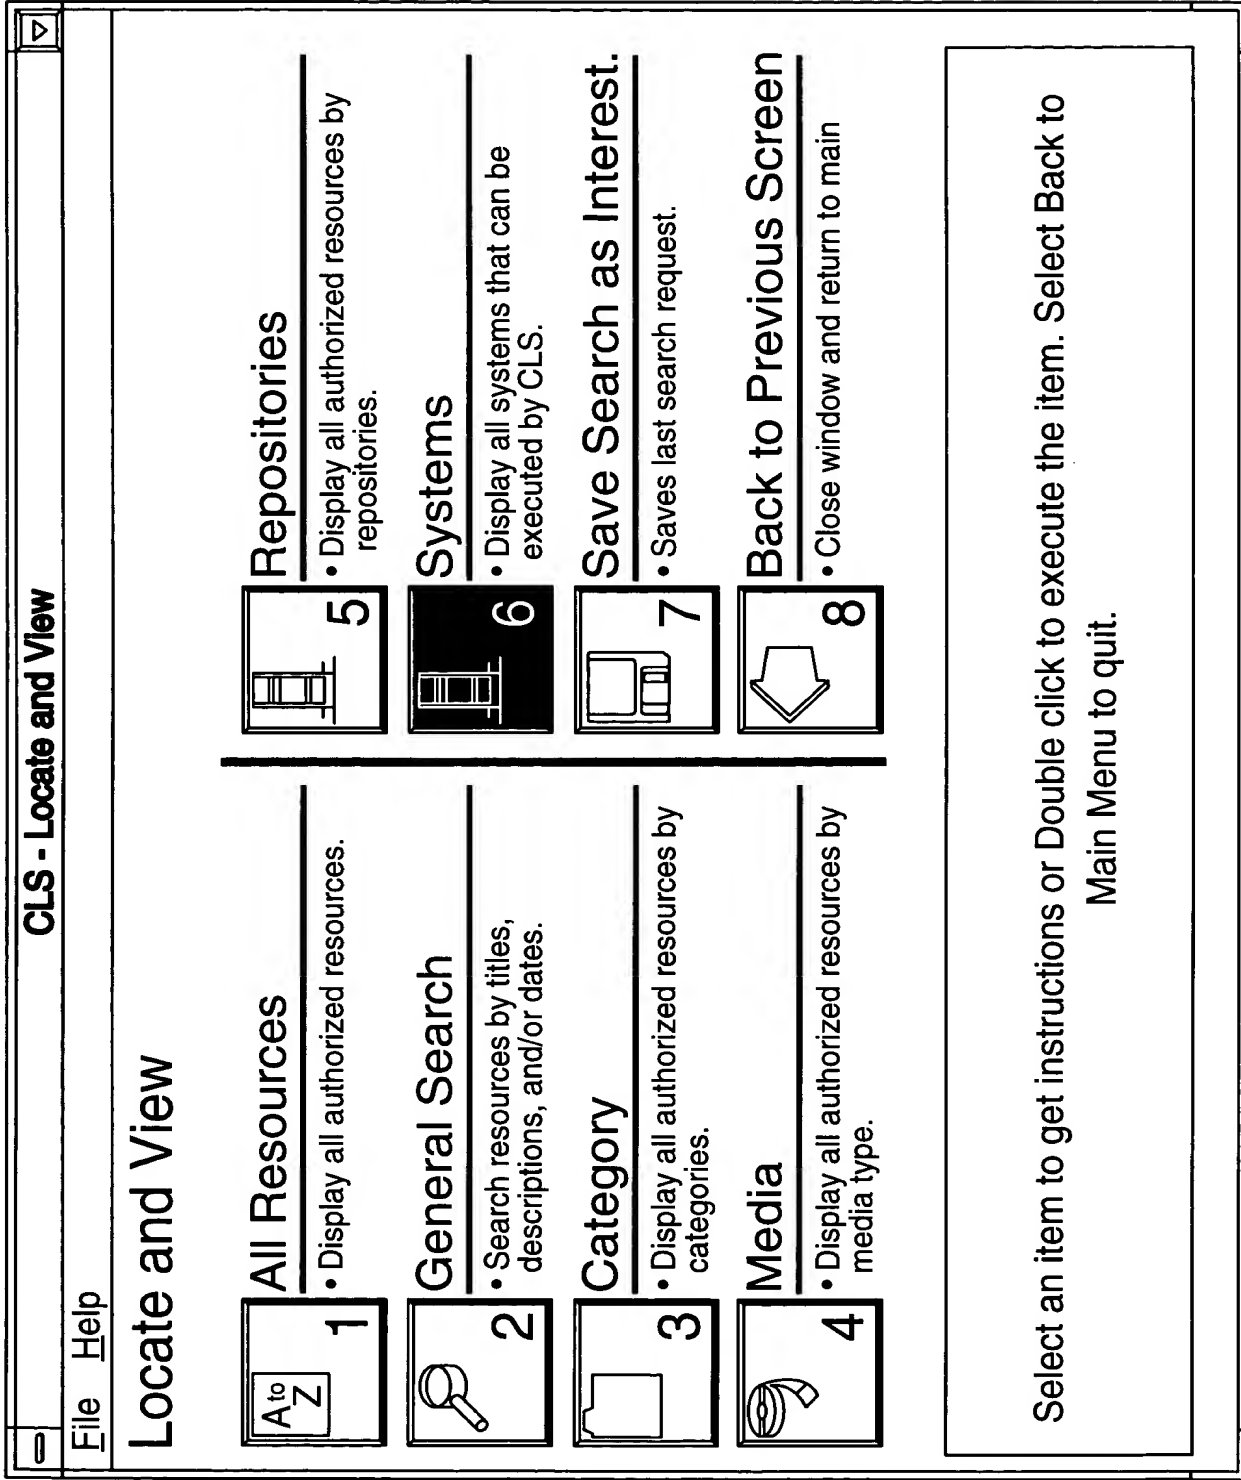 CLS - Locate and View
File Help
Locate and View
A to
Z
1
All Resources
• Display all authorized resources.
2
General Search
• Search resources by titles,
descriptions, and/or dates.
3
Category
• Display all authorized resources by
categories.
4
Media
• Display all authorized resources by
media type.
5
Repositories
• Display all authorized resources by
repositories.
6
Systems
• Display all systems that can be
executed by CLS.
7
Save Search as Interest.
• Saves last search request.
8
Back to Previous Screen
• Close window and return to main
Select an item to get instructions or Double click to execute the item. Select Back to
Main Menu to quit.